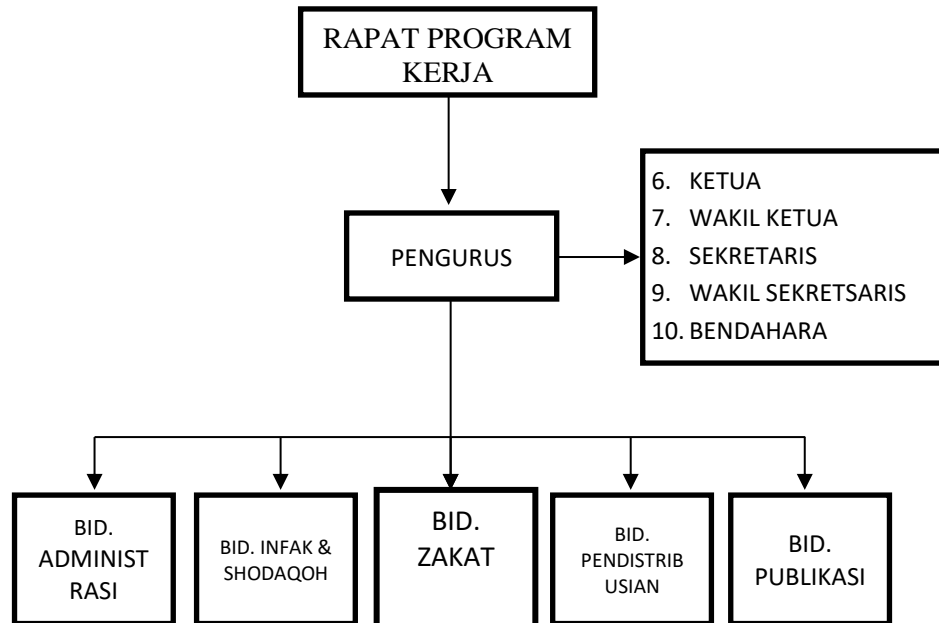 RAPAT PROGRAM
KERJA
6. KETUA
7. WAKIL KETUA
8. SEKRETARIS
9. WAKIL SEKRETSARIS
10. BENDAHARA
PENGURUS
BID.
ADMINIST
RASI
BID. INFAK &
SHODAQOH
BID.
ZAKAT
BID.
PENDISTRIB
USIAN
BID.
PUBLIKASI